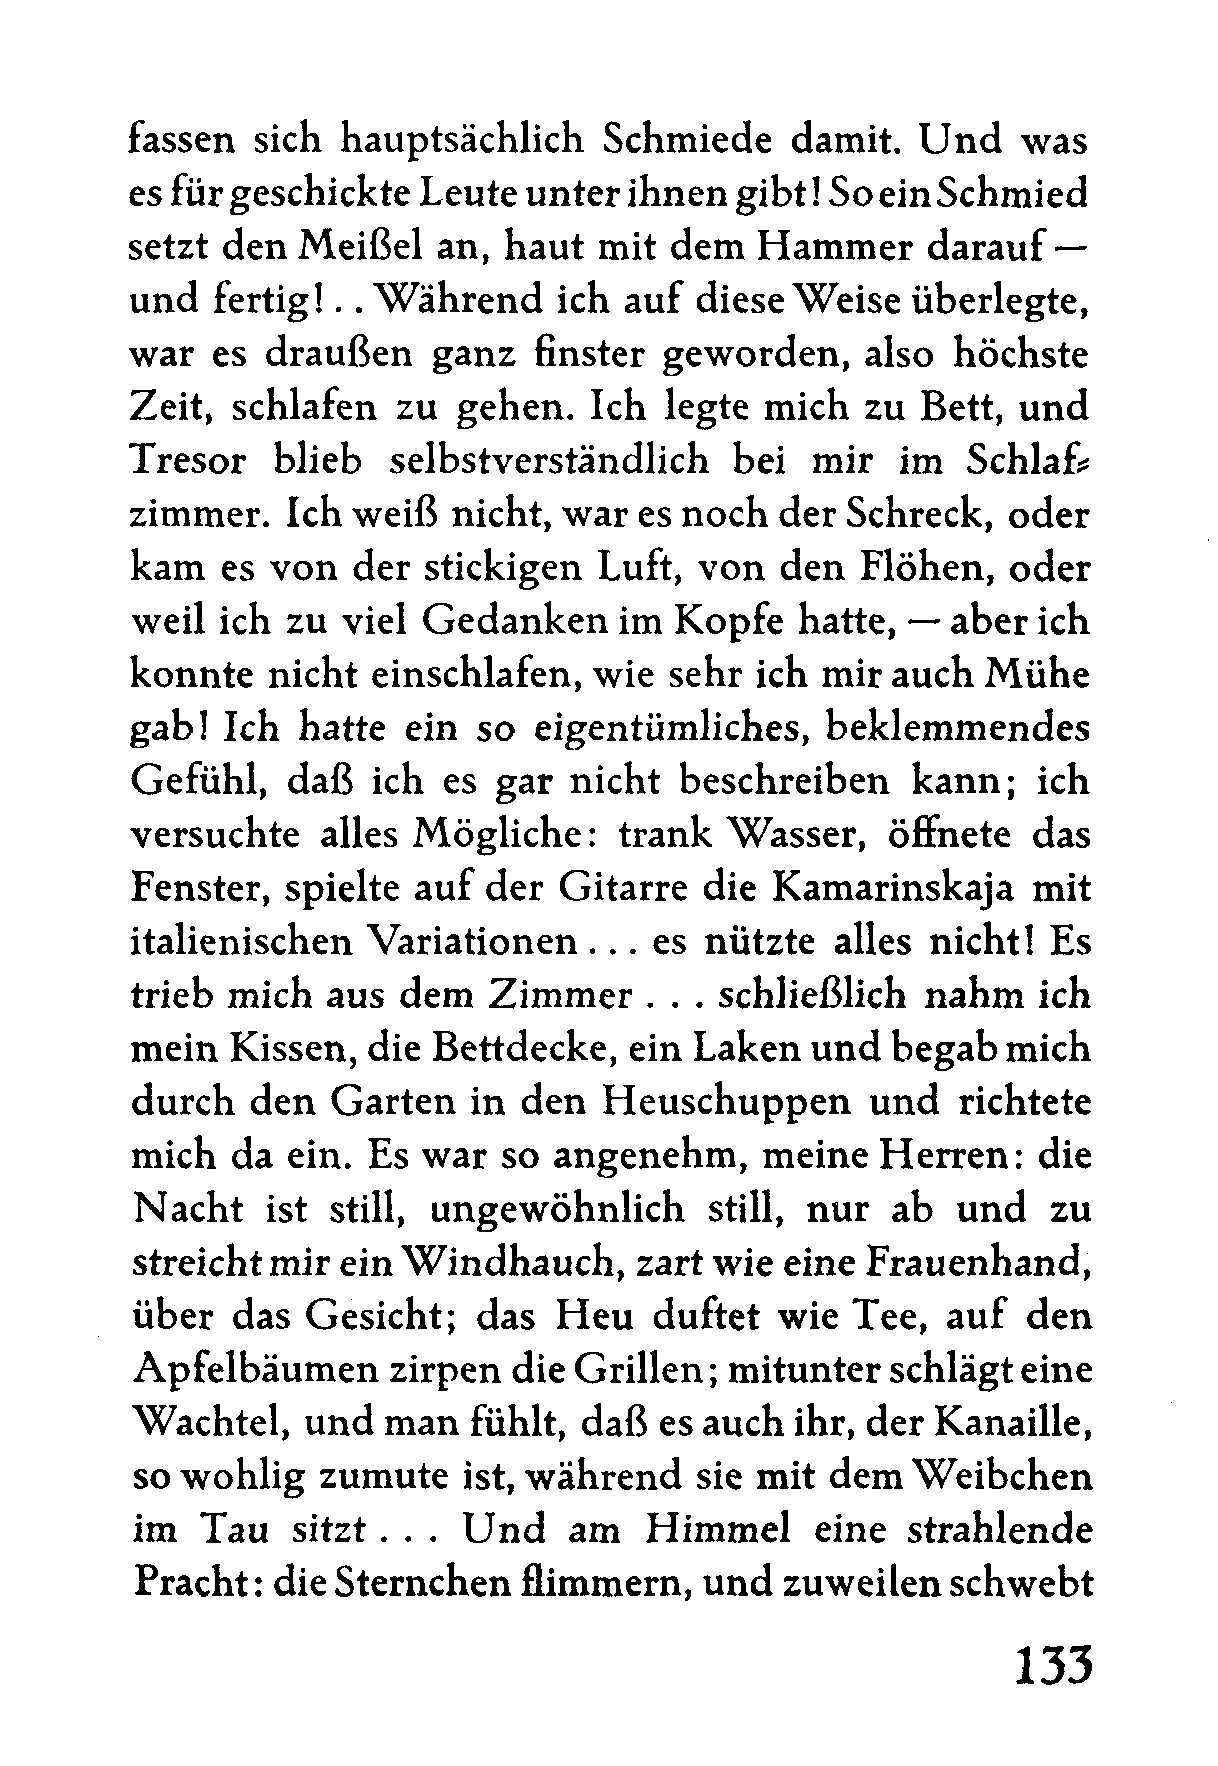 fassen sich hauptsächlich Schmiede damit. Und was
es für geschickte Leute unter ihnen gibt! So ein Schmied
setzt den Meißel an, haut mit dem Hammer darauf —
und fertig! . . Während ich auf diese Weise überlegte,
war es draußen ganz finster geworden, also höchste
Zeit, schlafen zu gehen. Ich legte mich zu Bett, und
Tresor blieb selbstverständlich bei mir im Schlaf-
zimmer. Ich weiß nicht, war es noch der Schreck, oder
kam es von der stickigen Luft, von den Flöhen, oder
weil ich zu viel Gedanken im Kopfe hatte, — aber ich
konnte nicht einschlafen, wie sehr ich mir auch Mühe
gab! Ich hatte ein so eigentümliches, beklemmendes
Gefühl, daß ich es gar nicht beschreiben kann; ich
versuchte alles Mögliche: trank Wasser, öffnete das
Fenster, spielte auf der Gitarre die Kamarinskaja mit
italienischen Variationen . . . es nützte alles nicht! Es
trieb mich aus dem Zimmer . . . schließlich nahm ich
mein Kissen, die Bettdecke, ein Laken und begab mich
durch den Garten in den Heuschuppen und richtete
mich da ein. Es war so angenehm, meine Herren: die
Nacht ist still, ungewöhnlich still, nur ab und zu
streicht mir ein Windhauch, zart wie eine Frauenhand,
über das Gesicht; das Heu duftet wie Tee, auf den
Apfelbäumen zirpen die Grillen; mitunter schlägt eine
Wachtel, und man fühlt, daß es auch ihr, der Kanaille,
so wohlig zumute ist, während sie mit dem Weibchen
im Tau sitzt . . . Und am Himmel eine strahlende
Pracht: die Sternchen flimmern, und zuweilen schwebt
133